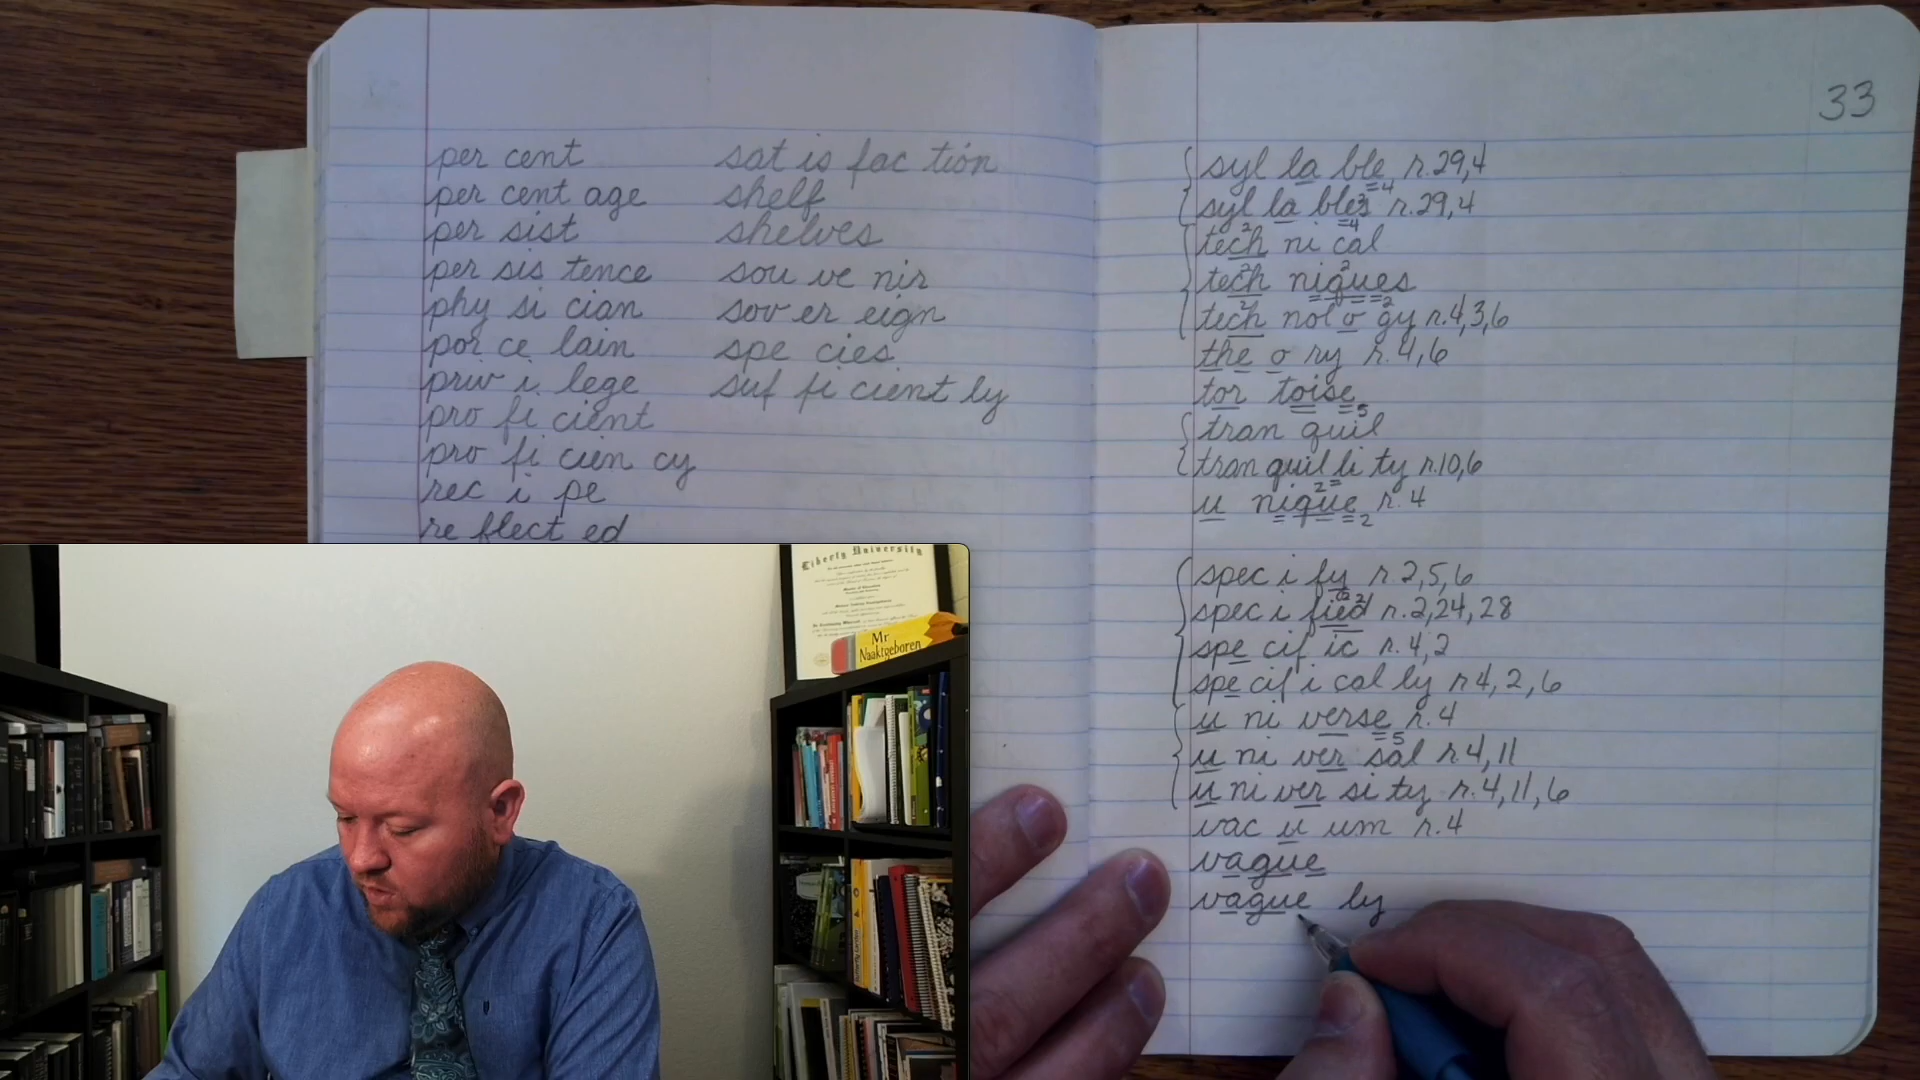 per cent
per cent age
per sist
per sis tence
phy si cian
por ce lain
priv i lege
pro fi cient
pro fi cien cy
rec i pe
re flect ed
sat is fac tion
shelf
shelves
sou ve nir
sov er eign
spe cies
suf fi cient ly
33
syl la ble r.29,4
syl la bles r.29,4
tech ni cal
tech niques
tech nol o gy r.4,3,6
the o ry r.4,6
tor toise
tran quil
tran quil li ty r.10,6
u nique r.4
spec i fy r.2,5,6
spec i fied r.2,24,28
spe cif ic r.4,2
spe cif i cal ly r4,2,6
u ni verse r.4
u ni ver sal r.4,11
u ni ver si ty r.4,11,6
vac u um r.4
vague
vague ly
Liberty University
Mr
Naaktgeboren